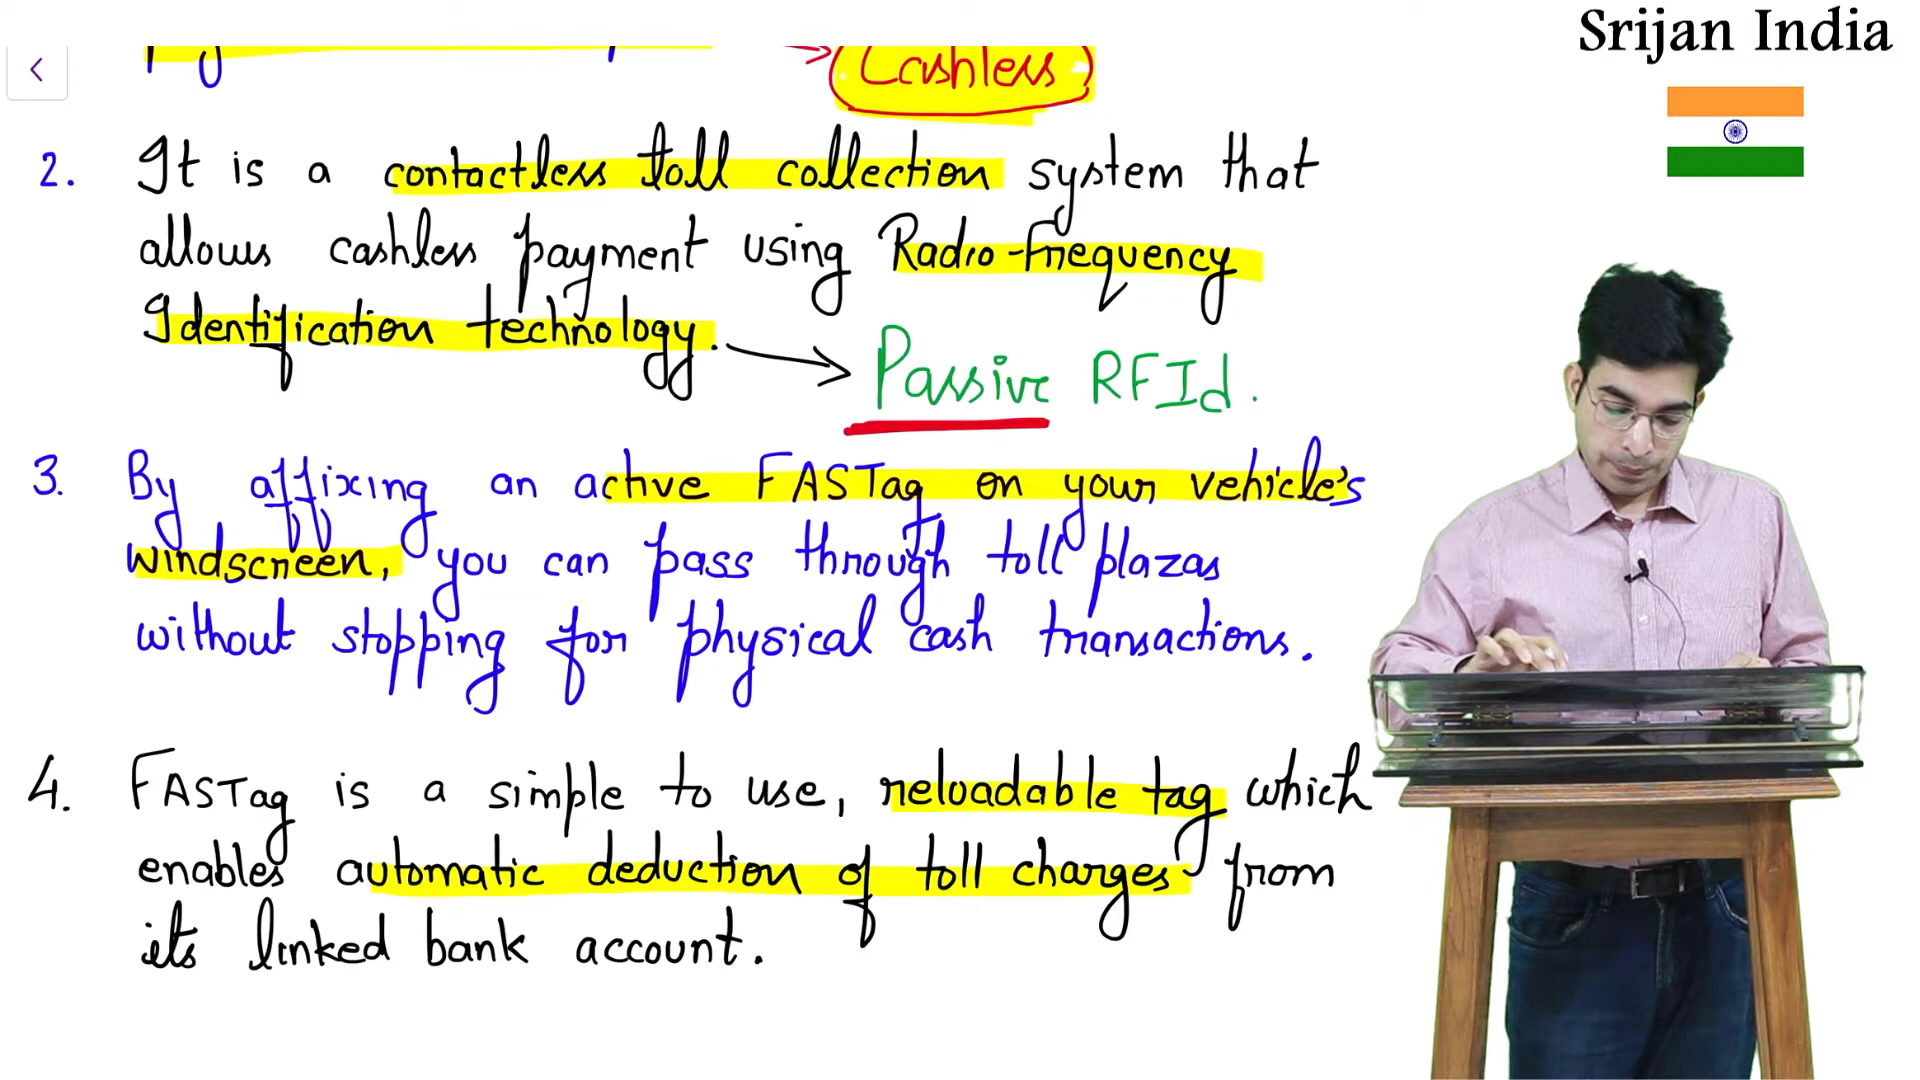 Srijan India
Cashless
2. It is a contactless toll collection system that
allows cashless payment using Radio-frequency
Identification technology.
Passive RFId.
3. By affixing an active FASTag on your vehicle's
windscreen, you can pass through toll plazas
without stopping for physical cash transactions.
4. FASTag is a simple to use, reloadable tag which
enables automatic deduction of toll charges from
its linked bank account.